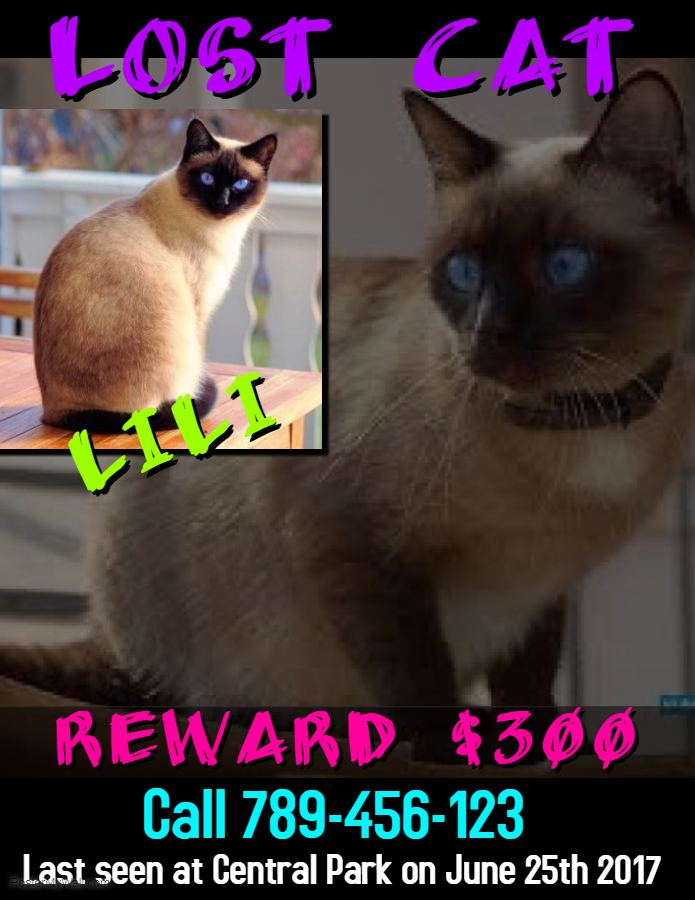 LOST CAT
LILI
REWARD $300
Call 789-456-123
Last seen at Central Park on June 25th 2017